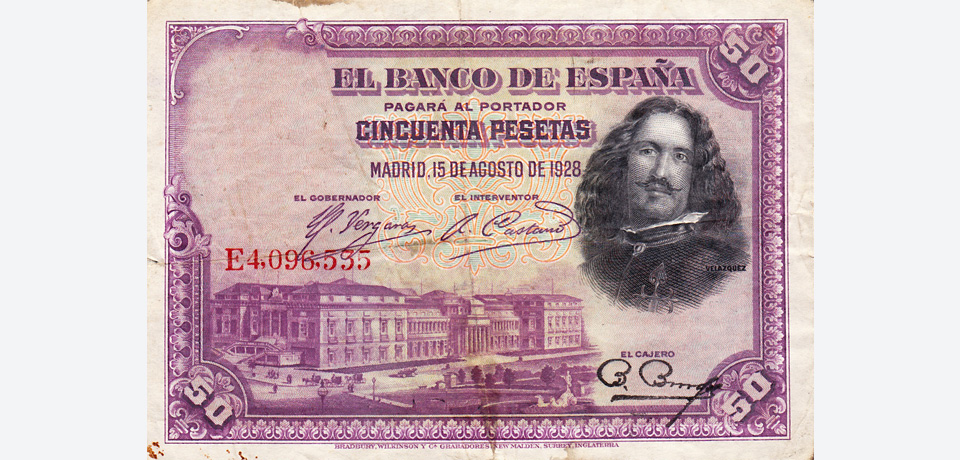 50
EL BANCO DE ESPAÑA
PAGARÁ AL PORTADOR
CINCUENTA PESETAS
MADRID, 15 DE AGOSTO DE 1928
EL GOBERNADOR EL INTERVENTOR
E4,096,535
VELAZQUEZ
EL CAJERO
50 50
BRADBURY, WILKINSON Y Cª GRABADORES, NEW MALDEN, SURREY, INGLATERRA